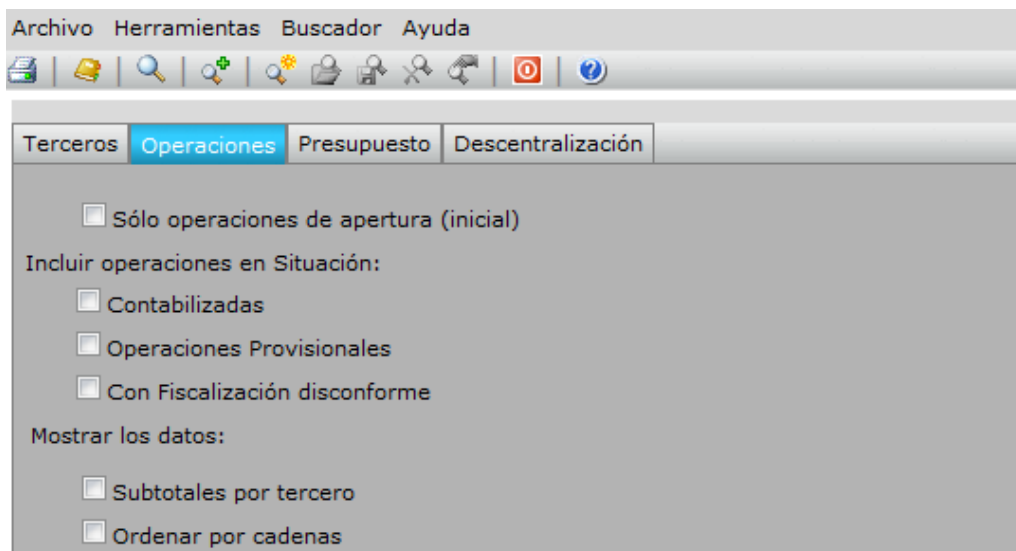 Archivo Herramientas Buscador Ayuda
Terceros Operaciones Presupuesto Descentralización
Sólo operaciones de apertura (inicial)
Incluir operaciones en Situación:
Contabilizadas
Operaciones Provisionales
Con Fiscalización disconforme
Mostrar los datos:
Subtotales por tercero
Ordenar por cadenas